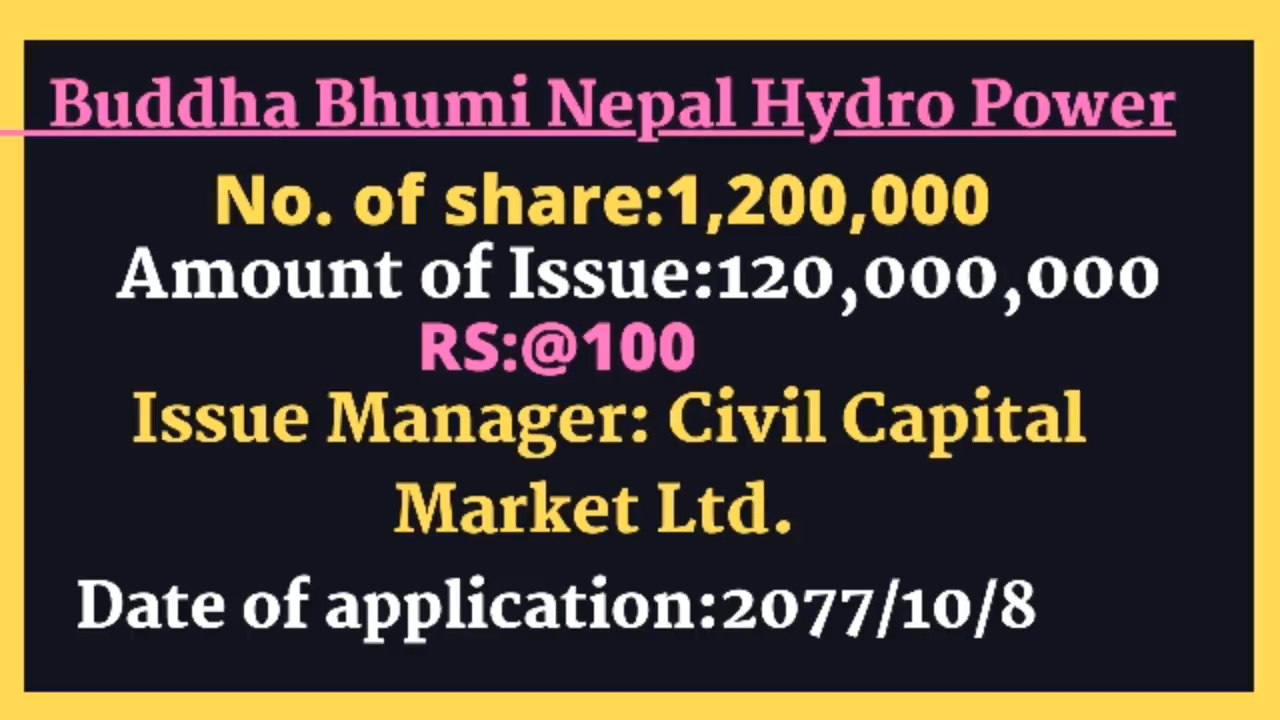 Buddha Bhumi Nepal Hydro Power
No. of share:1,200,000
Amount of Issue:120,000,000
RS:@100
Issue Manager: Civil Capital
Market Ltd.
Date of application:2077/10/8